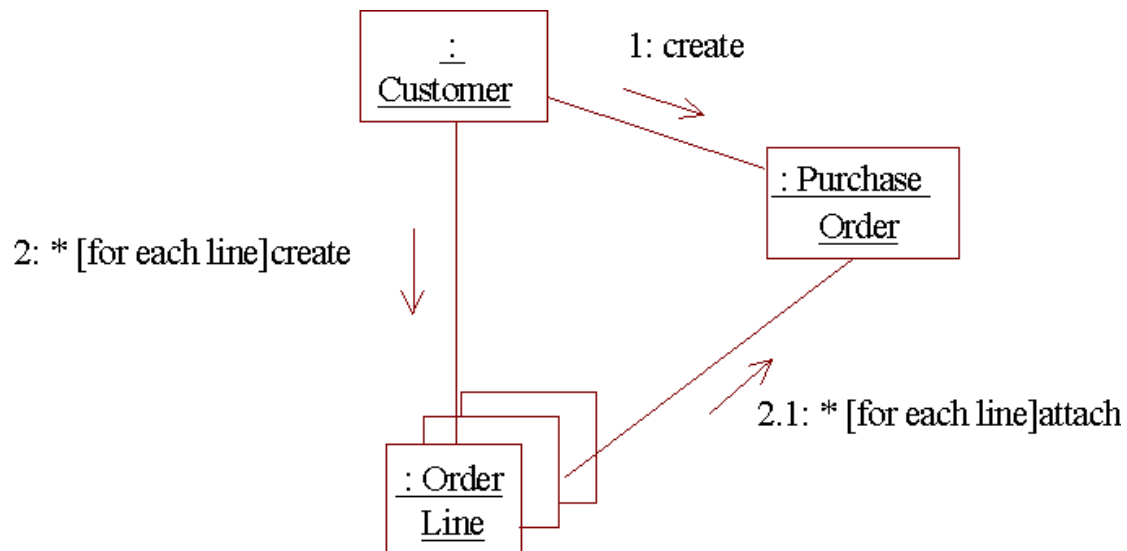 :
Customer
1: create
: Purchase
Order
2: * [for each line]create
2.1: * [for each line]attach
: Order
Line